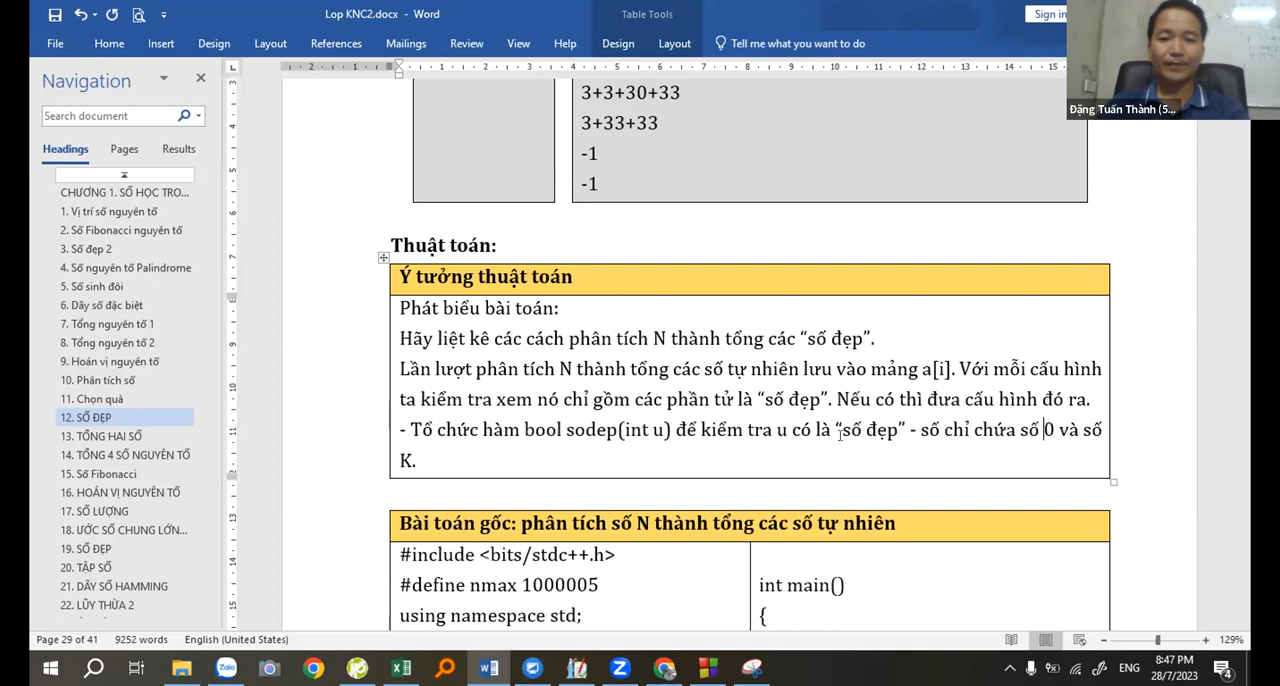 Lop KNC2.docx - Word
Table Tools
Sign in
File Home Insert Design Layout References Mailings Review View Help Design Layout Tell me what you want to do
Đặng Tuấn Thành (5...
Navigation
Search document
Headings Pages Results
CHƯƠNG 1. SỐ HỌC TRO...
1. Vị trí số nguyên tố
2. Số Fibonacci nguyên tố
3. Số đẹp 2
4. Số nguyên tố Palindrome
5. Số sinh đôi
6. Dãy số đặc biệt
7. Tổng nguyên tố 1
8. Tổng nguyên tố 2
9. Hoán vị nguyên tố
10. Phân tích số
11. Chọn quà
12. SỐ ĐẸP
13. TỔNG HAI SỐ
14. TỔNG 4 SỐ NGUYÊN TỐ
15. Số Fibonacci
16. HOÁN VỊ NGUYÊN TỐ
17. SỐ LƯỢNG
18. ƯỚC SỐ CHUNG LỚN...
19. SỐ ĐẸP
20. TẬP SỐ
21. DÃY SỐ HAMMING
22. LŨY THỪA 2
3+3+30+33
3+33+33
-1
-1
Thuật toán:
Ý tưởng thuật toán
Phát biểu bài toán:
Hãy liệt kê các cách phân tích N thành tổng các “số đẹp”.
Lần lượt phân tích N thành tổng các số tự nhiên lưu vào mảng a[i]. Với mỗi cấu hình
ta kiểm tra xem nó chỉ gồm các phần tử là “số đẹp”. Nếu có thì đưa cấu hình đó ra.
- Tổ chức hàm bool sodep(int u) để kiểm tra u có là “số đẹp” - số chỉ chứa số 0 và số
K.
Bài toán gốc: phân tích số N thành tổng các số tự nhiên
#include <bits/stdc++.h>
#define nmax 1000005
using namespace std;
int main()
{
Page 29 of 41 9252 words English (United States)
129%
ENG
8:47 PM
28/7/2023